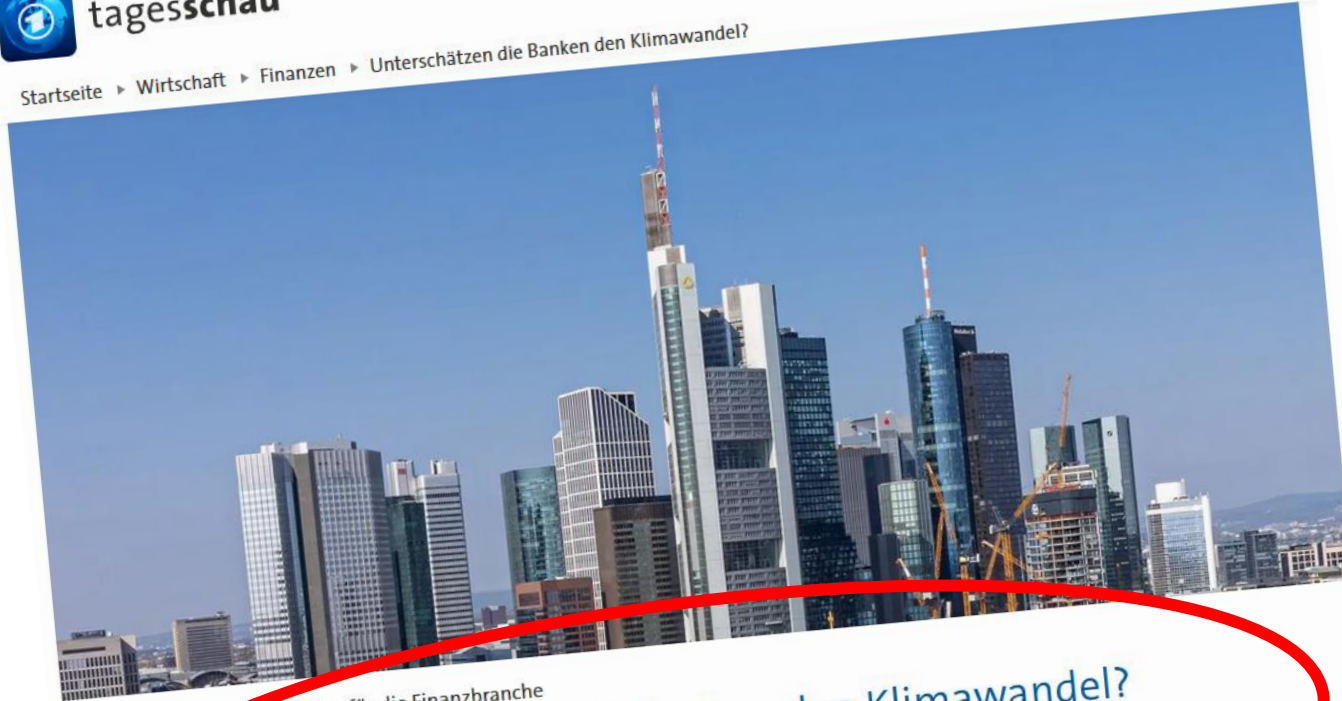 tagesschau
Startseite ▸ Wirtschaft ▸ Finanzen ▸ Unterschätzen die Banken den Klimawandel?
für die Finanzbranche
Klimawandel?